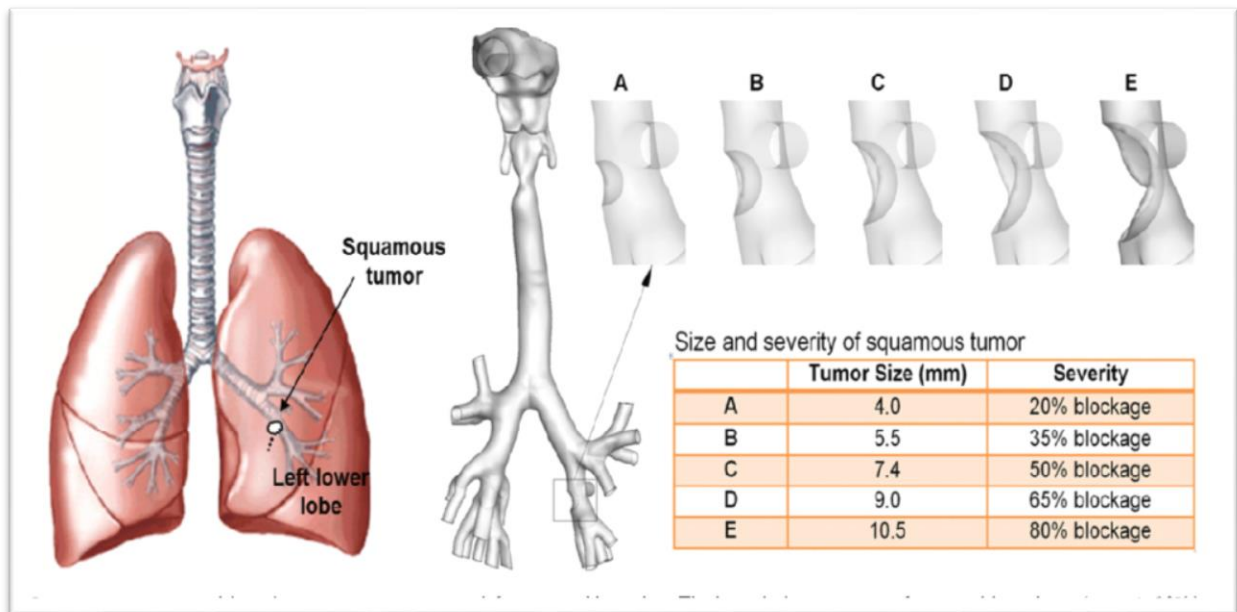 A B C D E
Squamous
tumor
Left lower
lobe
Size and severity of squamous tumor
Tumor Size (mm) Severity
A 4.0 20% blockage
B 5.5 35% blockage
C 7.4 50% blockage
D 9.0 65% blockage
E 10.5 80% blockage